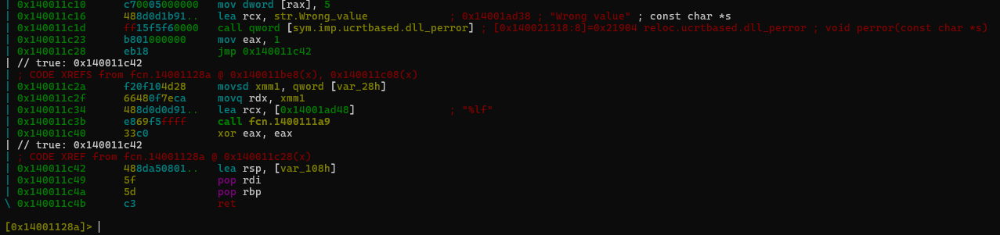 | 0x140011c10      c70005000000   mov dword [rax], 5
| 0x140011c16      488d0d1b91..   lea rcx, str.Wrong_value             ; 0x14001ad38 ; "Wrong value" ; const char *s
| 0x140011c1d      ff15f5f60000   call qword [sym.imp.ucrtbased.dll_perror] ; [0x140021318:8]=0x21904 reloc.ucrtbased.dll_perror ; void perror(const char *s)
| 0x140011c23      b801000000     mov eax, 1
| 0x140011c28      eb18           jmp 0x140011c42
| // true: 0x140011c42
| ; CODE XREFS from fcn.14001128a @ 0x140011be8(x), 0x140011c08(x)
| 0x140011c2a      f20f104d28     movsd xmm1, qword [var_28h]
| 0x140011c2f      66480f7eca     movq rdx, xmm1
| 0x140011c34      488d0d0d91..   lea rcx, [0x14001ad48]               ; "%lf"
| 0x140011c3b      e869f5ffff     call fcn.1400111a9
| 0x140011c40      33c0           xor eax, eax
| // true: 0x140011c42
| ; CODE XREF from fcn.14001128a @ 0x140011c28(x)
| 0x140011c42      488da50801..   lea rsp, [var_108h]
| 0x140011c49      5f             pop rdi
| 0x140011c4a      5d             pop rbp
\ 0x140011c4b      c3             ret
[0x14001128a]>